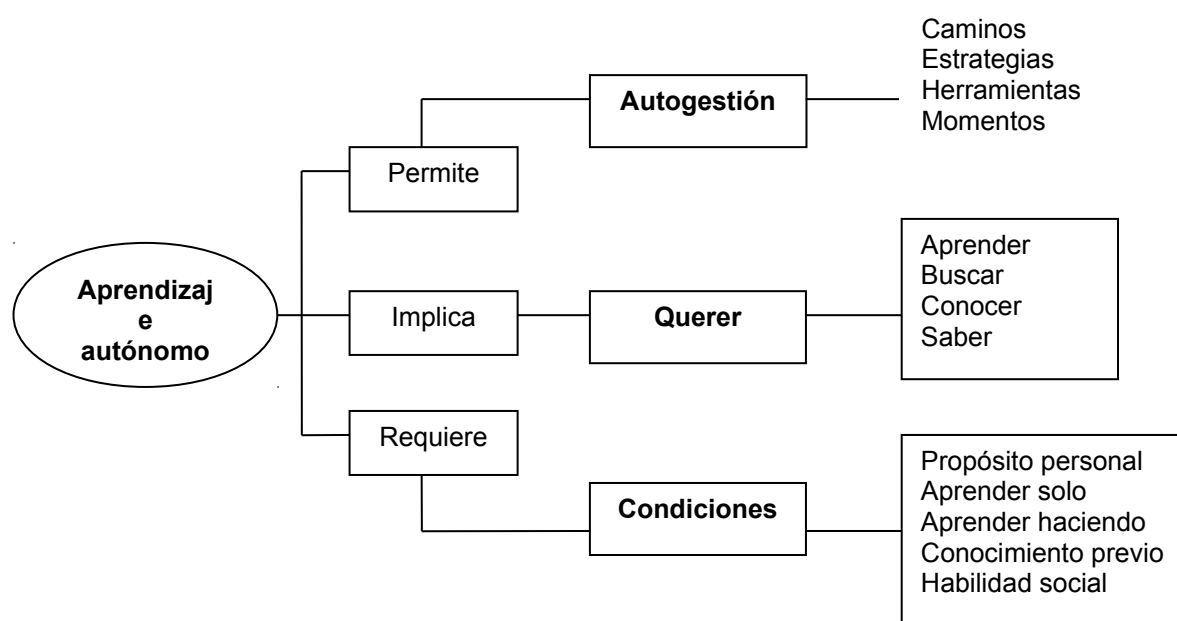 Caminos
Estrategias
Herramientas
Momentos
Autogestión
Permite
Aprendizaj
e
autónomo
Implica
Querer
Aprender
Buscar
Conocer
Saber
Requiere
Condiciones
Propósito personal
Aprender solo
Aprender haciendo
Conocimiento previo
Habilidad social